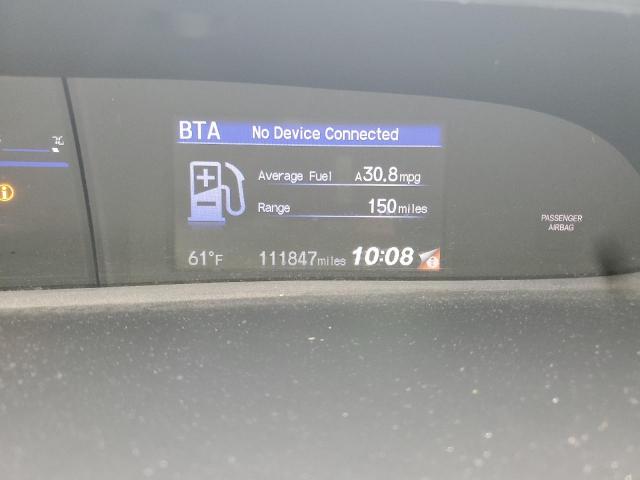 BTA No Device Connected
Average Fuel A30.8mpg
Range 150miles
PASSENGER
AIRBAG
61°F 111847miles 10:08